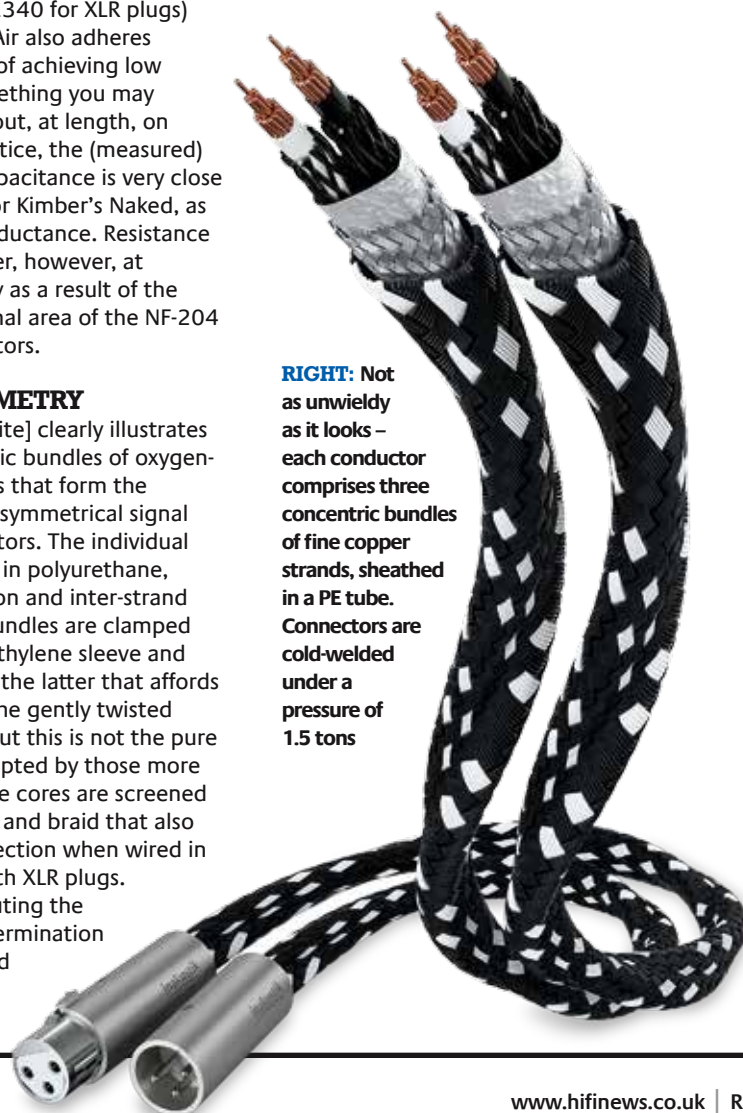 340 for XLR plugs)
Air also adheres
of achieving low
ething you may
out, at length, on
tice, the (measured)
pacitance is very close
or Kimber's Naked, as
ductance. Resistance
er, however, at
y as a result of the
nal area of the NF-204
tors.
METRY
ite] clearly illustrates
ic bundles of oxygen-
s that form the
symmetrical signal
tors. The individual
in polyurethane,
on and inter-strand
undles are clamped
thylene sleeve and
the latter that affords
he gently twisted
ut this is not the pure
pted by those more
e cores are screened
and braid that also
ection when wired in
th XLR plugs.
uting the
ermination
d
RIGHT: Not
as unwieldy
as it looks –
each conductor
comprises three
concentric bundles
of fine copper
strands, sheathed
in a PE tube.
Connectors are
cold-welded
under a
pressure of
1.5 tons
www.hifinews.co.uk | R